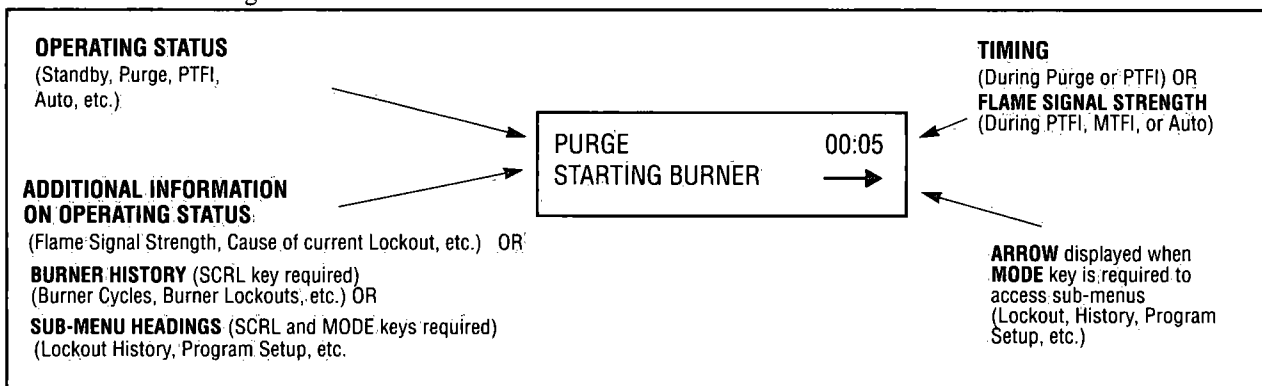 OPERATING STATUS
(Standby, Purge, PTFI,
Auto, etc.)
ADDITIONAL INFORMATION
ON OPERATING STATUS
(Flame Signal Strength, Cause of current Lockout, etc.) OR
BURNER HISTORY (SCRL key required)
(Burner Cycles, Burner Lockouts, etc.) OR
SUB-MENU HEADINGS (SCRL and MODE keys required)
(Lockout History, Program Setup, etc.
PURGE 00:05
STARTING BURNER
TIMING
(During Purge or PTFI) OR
FLAME SIGNAL STRENGTH
(During PTFI, MTFI, or Auto)
ARROW displayed when
MODE key is required to
access sub-menus
(Lockout, History, Program
Setup, etc.)